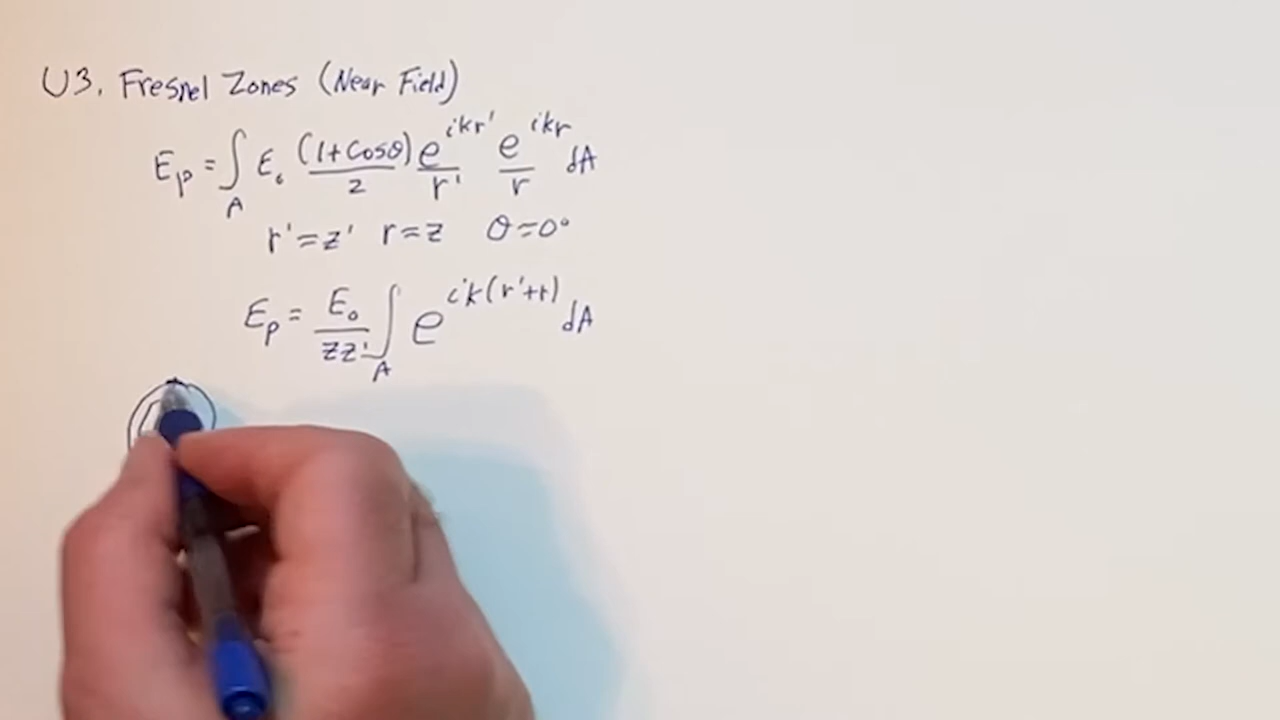 U3. Fresnel Zones (Near Field)
E_p = ∫_A E_0 (1+cosθ)/2 e^{ikr'}/r' e^{ikr}/r dA
r'≈z' r≈z θ≈0°
E_p = E_0/zz' ∫_A e^{ik(r'+r)} dA